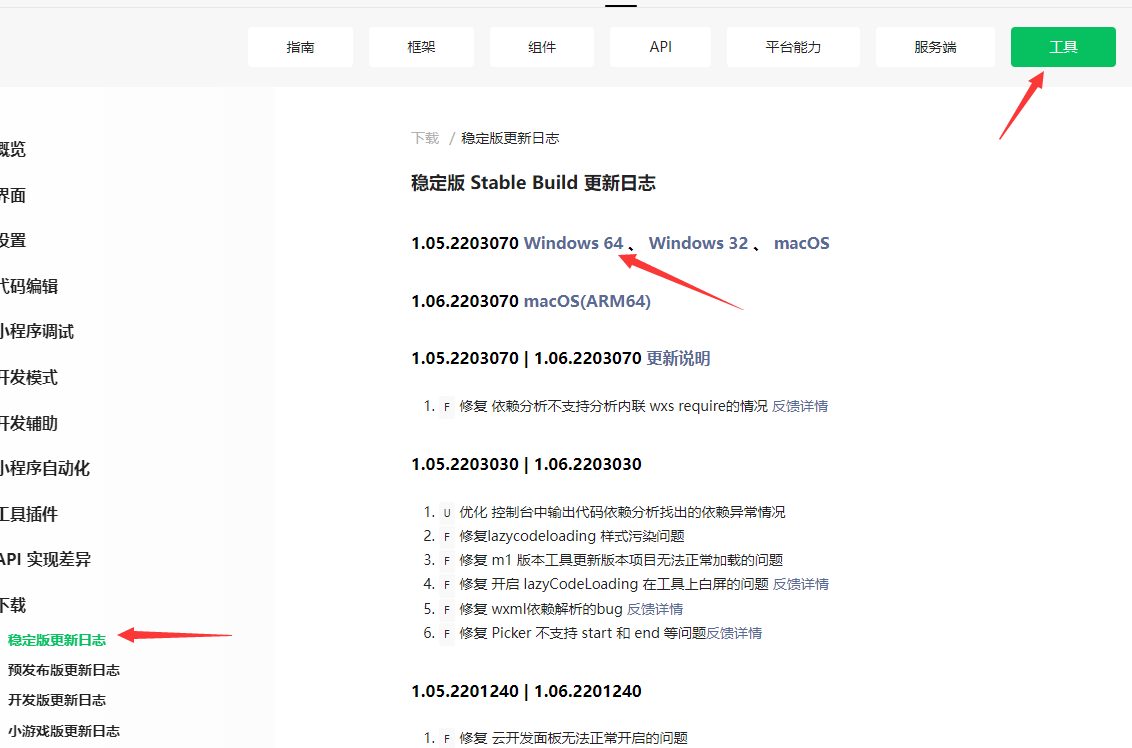 指南 框架 组件 API 平台能力 服务端 工具
概览
界面
设置
代码编辑
小程序调试
开发模式
开发辅助
小程序自动化
工具插件
API 实现差异
下载
稳定版更新日志
预发布版更新日志
开发版更新日志
小游戏版更新日志
下载 / 稳定版更新日志
稳定版 Stable Build 更新日志
1.05.2203070 Windows 64 、 Windows 32 、 macOS
1.06.2203070 macOS(ARM64)
1.05.2203070 | 1.06.2203070 更新说明
1. F 修复 依赖分析不支持分析内联 wxs require的情况 反馈详情
1.05.2203030 | 1.06.2203030
1. U 优化 控制台中输出代码依赖分析找出的依赖异常情况
2. F 修复lazycodeloading 样式污染问题
3. F 修复 m1 版本工具更新版本项目无法正常加载的问题
4. F 修复 开启 lazyCodeLoading 在工具上白屏的问题 反馈详情
5. F 修复 wxml依赖解析的bug 反馈详情
6. F 修复 Picker 不支持 start 和 end 等问题反馈详情
1.05.2201240 | 1.06.2201240
1. F 修复 云开发面板无法正常开启的问题